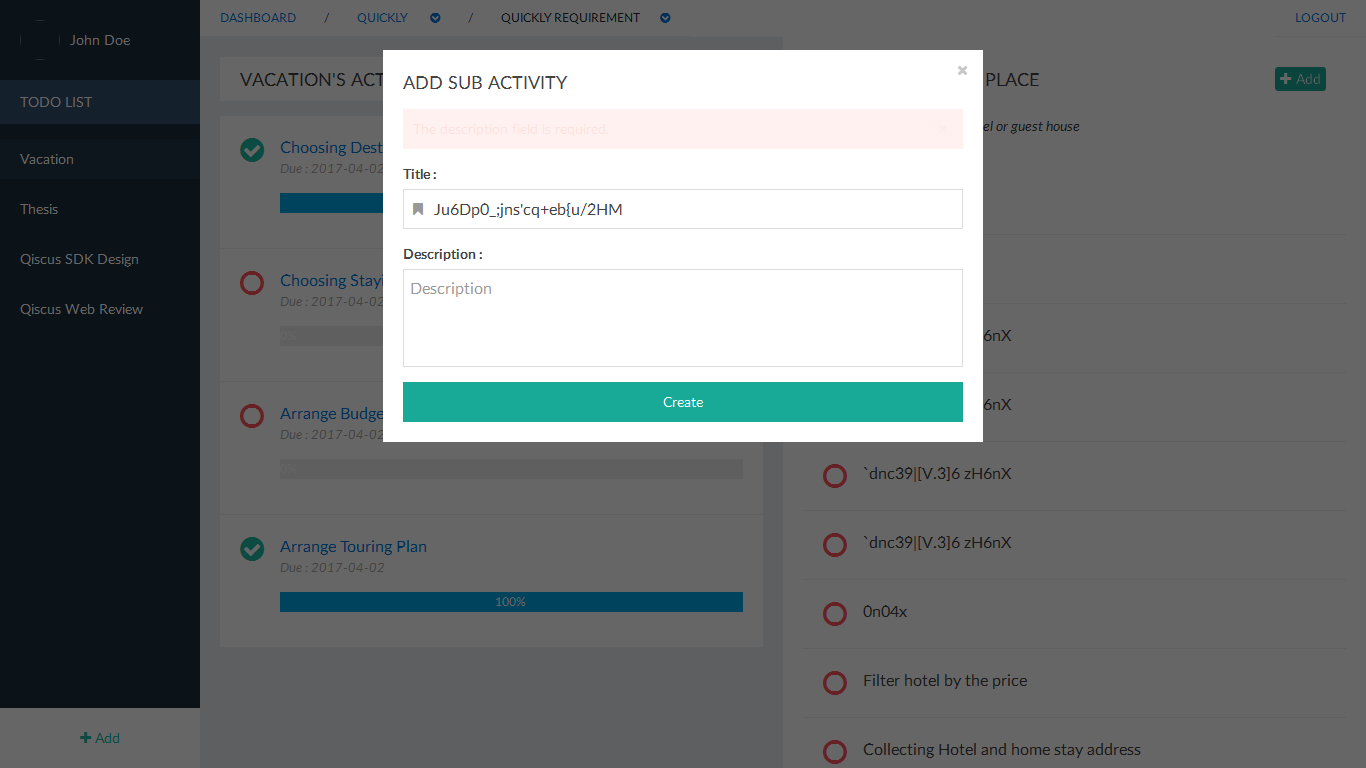 John Doe
TODO LIST
Vacation
Thesis
Qiscus SDK Design
Qiscus Web Review
Add
DASHBOARD / QUICKLY / QUICKLY REQUIREMENT
LOGOUT
VACATION'S ACT
Choosing Dest
Due : 2017-04-02
Choosing Stayi
Due : 2017-04-02
0%
Arrange Budge
Due : 2017-04-02
0%
Arrange Touring Plan
Due : 2017-04-02
100%
ADD SUB ACTIVITY
The description field is required.
Title :
Ju6Dp0_;jns'cq+eb{u/2HM
Description :
Description
Create
PLACE
Add
el or guest house
6nX
6nX
`dnc39|[V.3]6 zH6nX
`dnc39|[V.3]6 zH6nX
0n04x
Filter hotel by the price
Collecting Hotel and home stay address